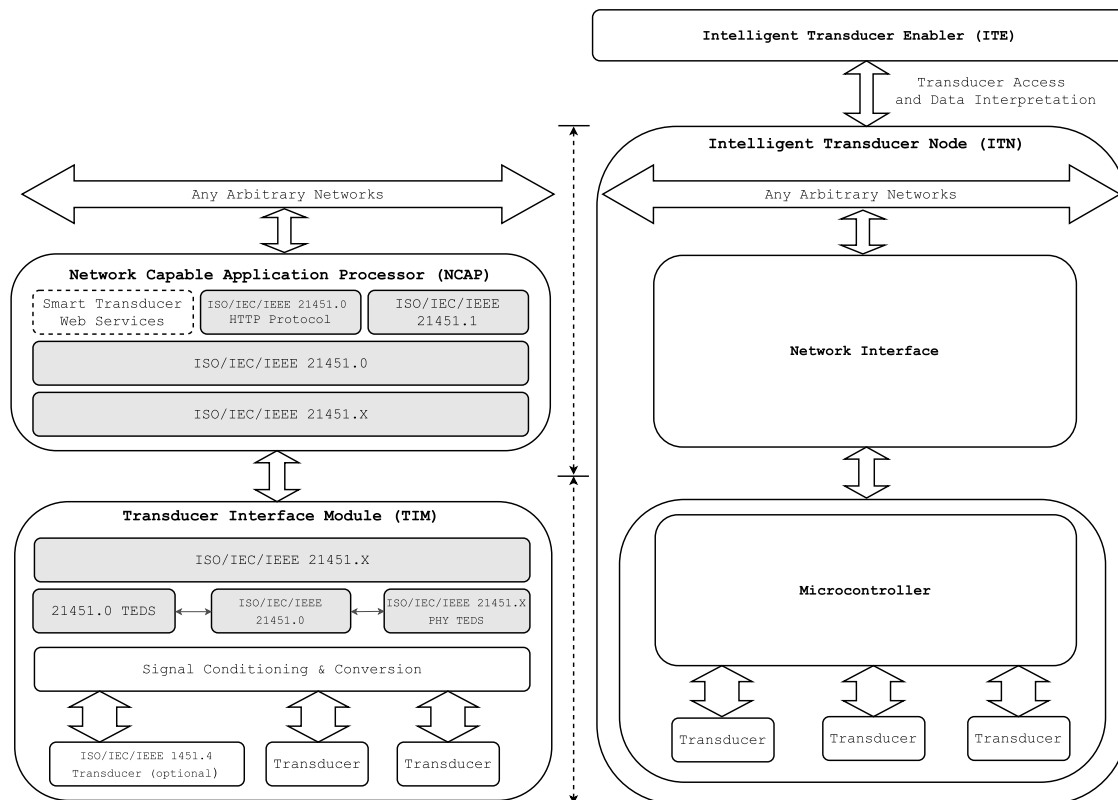 Intelligent Transducer Enabler (ITE)
Transducer Access
and Data Interpretation
Intelligent Transducer Node (ITN)
Any Arbitrary Networks
Any Arbitrary Networks
Network Capable Application Processor (NCAP)
Smart Transducer
Web Services
ISO/IEC/IEEE 21451.0
HTTP Protocol
ISO/IEC/IEEE
21451.1
ISO/IEC/IEEE 21451.0
ISO/IEC/IEEE 21451.X
Network Interface
Transducer Interface Module (TIM)
ISO/IEC/IEEE 21451.X
21451.0 TEDS
ISO/IEC/IEEE
21451.0
ISO/IEC/IEEE 21451.X
PHY TEDS
Signal Conditioning & Conversion
ISO/IEC/IEEE 1451.4
Transducer (optional)
Transducer
Transducer
Microcontroller
Transducer
Transducer
Transducer